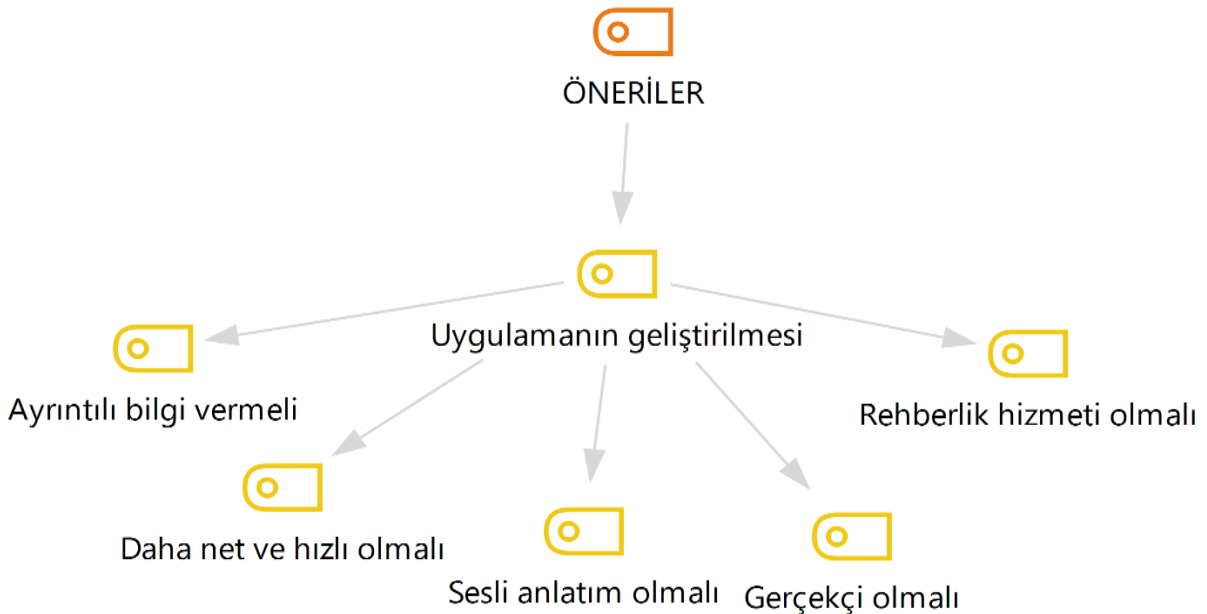 ÖNERİLER
Uygulamanın geliştirilmesi
Ayrıntılı bilgi vermeli
Rehberlik hizmeti olmalı
Daha net ve hızlı olmalı
Sesli anlatım olmalı
Gerçekçi olmalı